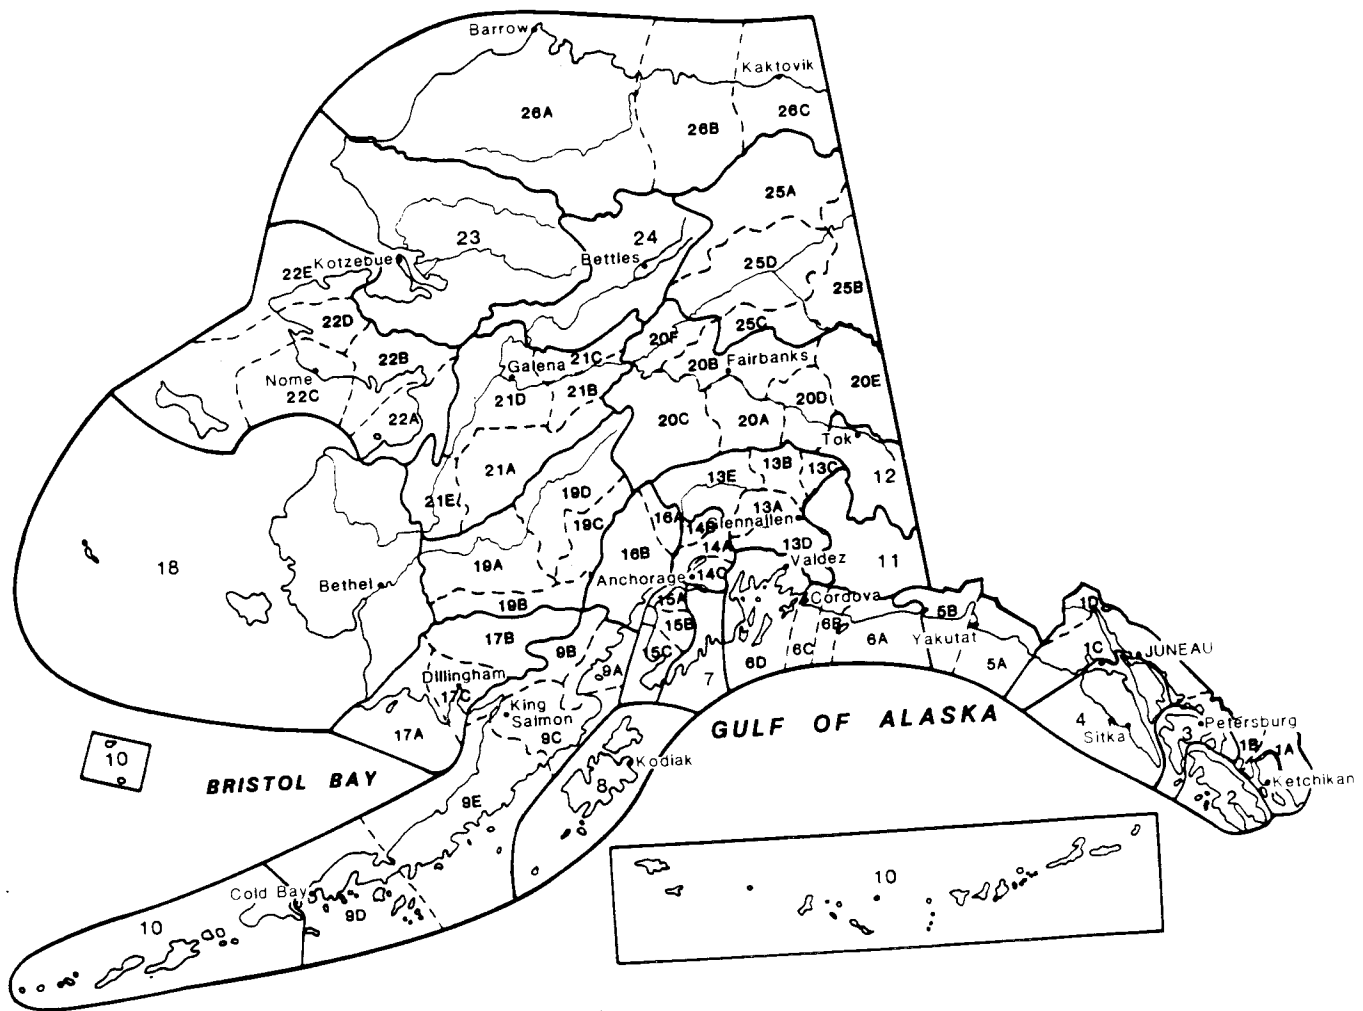 Barrow
Kaktovik
26A
26B
26C
25A
23
24
Kotzebue
Bettles
22E
25D
25B
22D
25C
20F
22B
21C
20B
Fairbanks
Galena
Nome
22C
21D
21B
20E
20D
22A
20C
20A
Tok
21A
13E
13B
13C
12
21E
19D
19C
16A
13A
14B
Glennallen
16B
14A
13D
18
19A
Valdez
11
Bethel
Anchorage
14C
Cordova
19B
15A
5B
1D
17B
15B
6B
6A
Yakutat
9B
15C
6C
1C
JUNEAU
9A
6D
5A
Dillingham
17C
7
King
Salmon
17A
9C
GULF OF ALASKA
4
Sitka
Petersburg
3
1B
1A
10
Kodiak
BRISTOL BAY
8
Ketchikan
9E
2
10
Cold Bay
9D
10